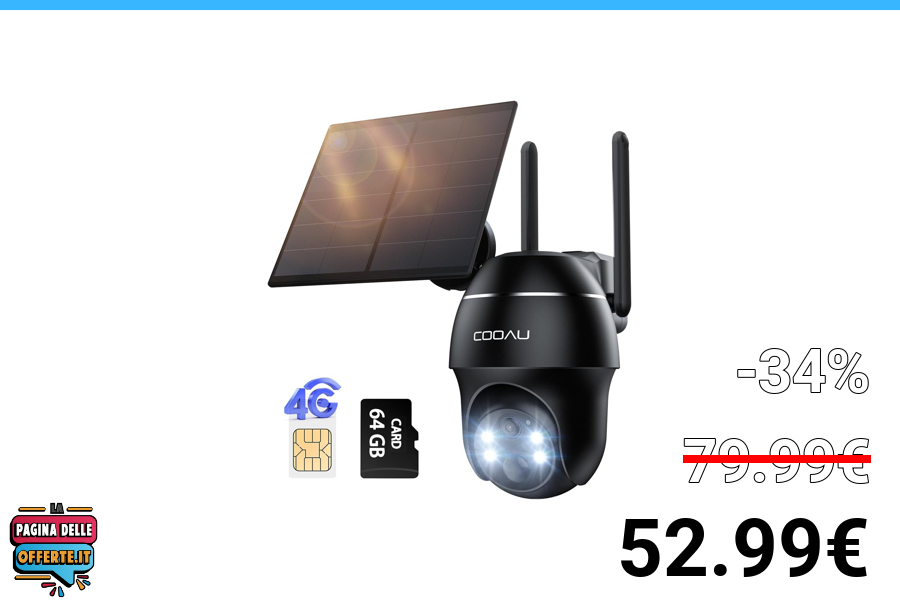 COOAU
4G
CARD
64 GB
-34%
79.99€
52.99€
LA
PAGINA DELLE
OFFERTE.IT